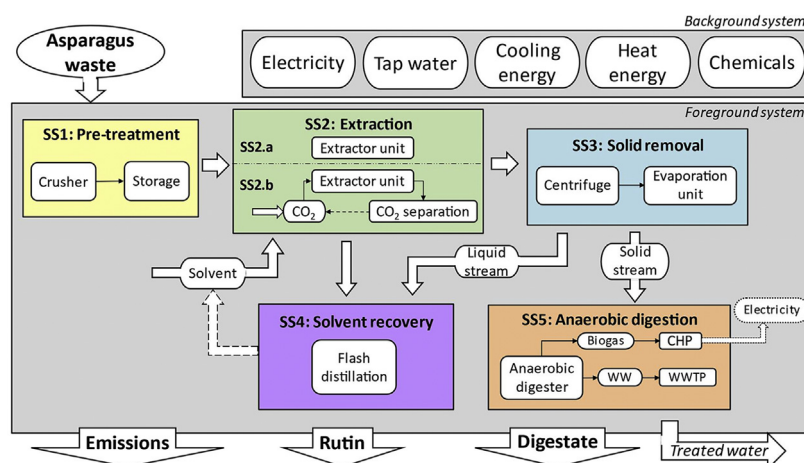 Background system
Asparagus
waste
Electricity
Tap water
Cooling
energy
Heat
energy
Chemicals
Foreground system
SS1: Pre-treatment
Crusher
Storage
SS2: Extraction
SS2.a
Extractor unit
SS2.b
Extractor unit
CO2
CO2 separation
SS3: Solid removal
Centrifuge
Evaporation
unit
Solvent
Liquid
stream
Solid
stream
SS4: Solvent recovery
Flash
distillation
SS5: Anaerobic digestion
Biogas
CHP
Anaerobic
digester
WW
WWTP
Electricity
Emissions
Rutin
Digestate
Treated water